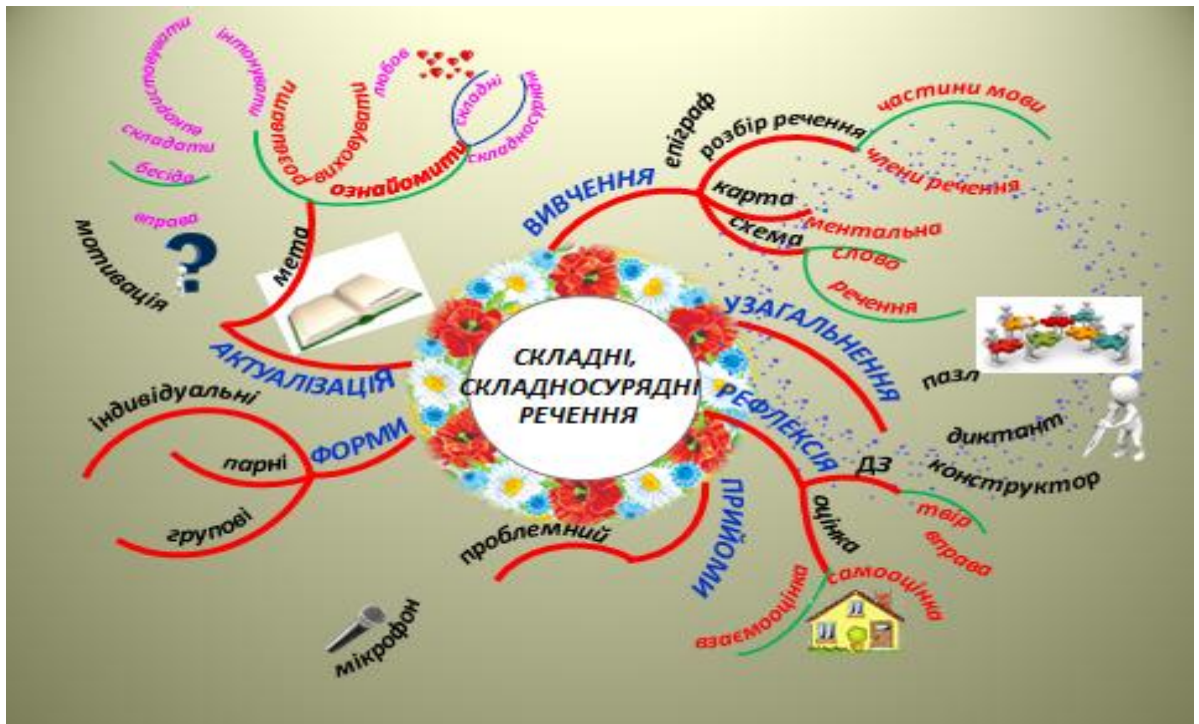 СКЛАДНІ,
СКЛАДНОСУРЯДНІ
РЕЧЕННЯ
ВИВЧЕННЯ
епіграф
розбір речення
частини мови
члени речення
карта
ментальна
схема
слово
речення
УЗАГАЛЬНЕННЯ
пазл
диктант
конструктор
РЕФЛЕКСІЯ
ДЗ
твір
вправа
оцінка
самооцінка
взаємооцінка
ПРИЙОМИ
проблемний
мікрофон
ФОРМИ
індивідуальні
парні
групові
АКТУАЛІЗАЦІЯ
мотивація
вправа
бесіда
мета
розвивати
складати
використовувати
інтонувати
виховувати
любов
ознайомити
складні
складносурядним